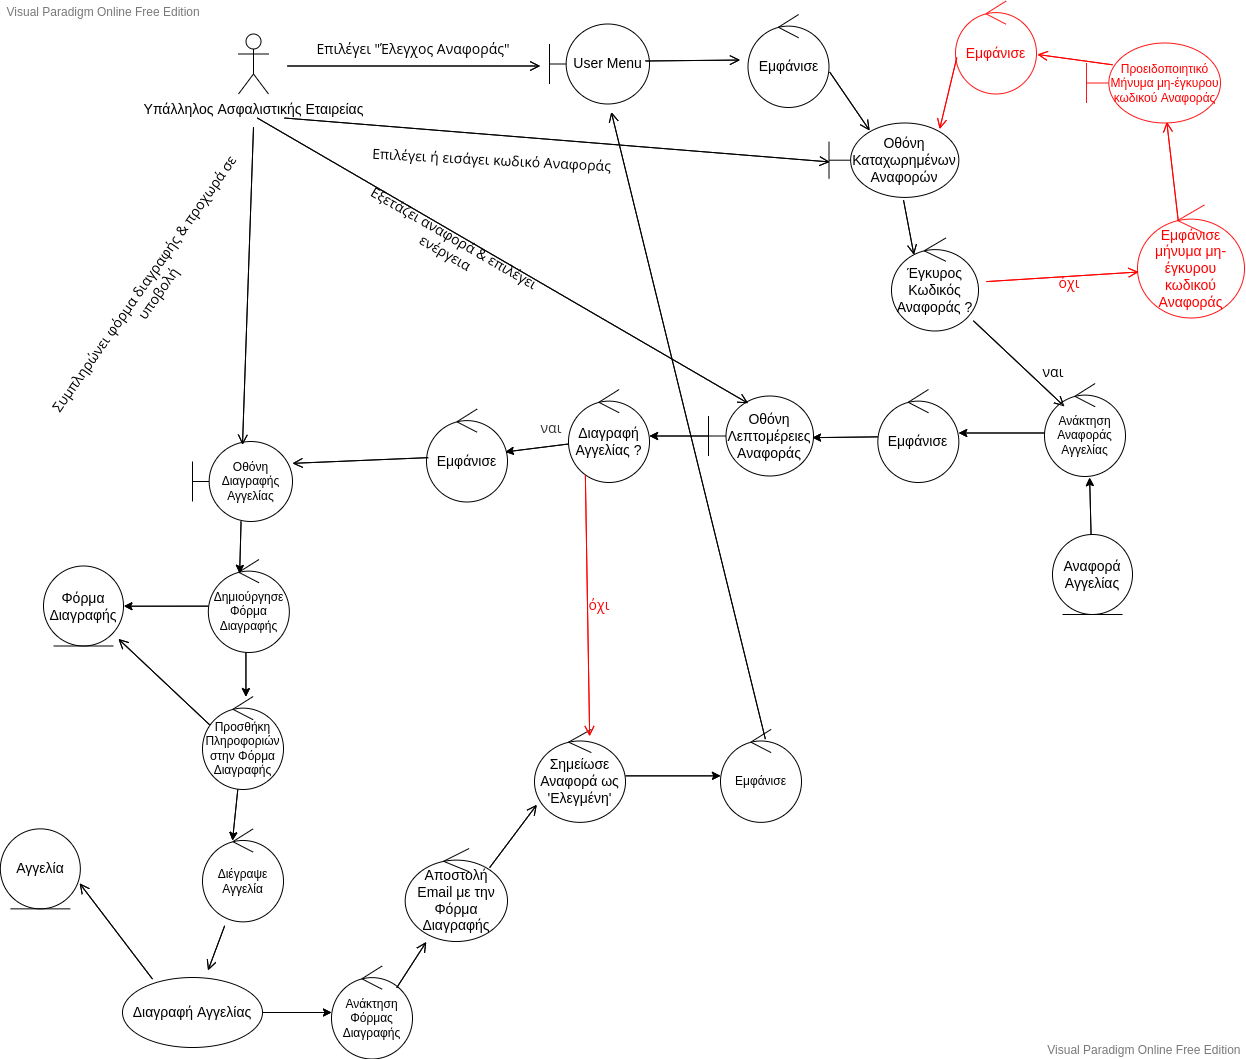 Visual Paradigm Online Free Edition
Επιλέγει "Έλεγχος Αναφοράς"
User Menu
Εμφάνισε
Εμφάνισε
Προειδοποιητικό
Μήνυμα μη-έγκυρου
κωδικού Αναφοράς
Υπάλληλος Ασφαλιστικής Εταιρείας
Επιλέγει ή εισάγει κωδικό Αναφοράς
Οθόνη
Καταχωρημένων
Αναφορών
Εξετάζει αναφορά & επιλέγει
ενέργεια
Συμπληρώνει φόρμα διαγραφής & προχωρά σε
υποβολή
Έγκυρος
Κωδικός
Αναφοράς ?
όχι
Εμφάνισε
μήνυμα μη-
έγκυρου
κωδικού
Αναφοράς
ναι
Ανάκτηση
Αναφοράς
Αγγελίας
Εμφάνισε
Οθόνη
Λεπτομέρειες
Αναφοράς
Διαγραφή
Αγγελίας ?
ναι
Εμφάνισε
Οθόνη
Διαγραφής
Αγγελίας
Αναφορά
Αγγελίας
όχι
Φόρμα
Διαγραφής
Δημιούργησε
Φόρμα
Διαγραφής
Προσθήκη
Πληροφοριών
στην Φόρμα
Διαγραφής
Σημείωσε
Αναφορά ως
'Ελεγμένη'
Εμφάνισε
Αγγελία
Διέγραψε
Αγγελία
Αποστολή
Email με την
Φόρμα
Διαγραφής
Διαγραφή Αγγελίας
Ανάκτηση
Φόρμας
Διαγραφής
Visual Paradigm Online Free Edition